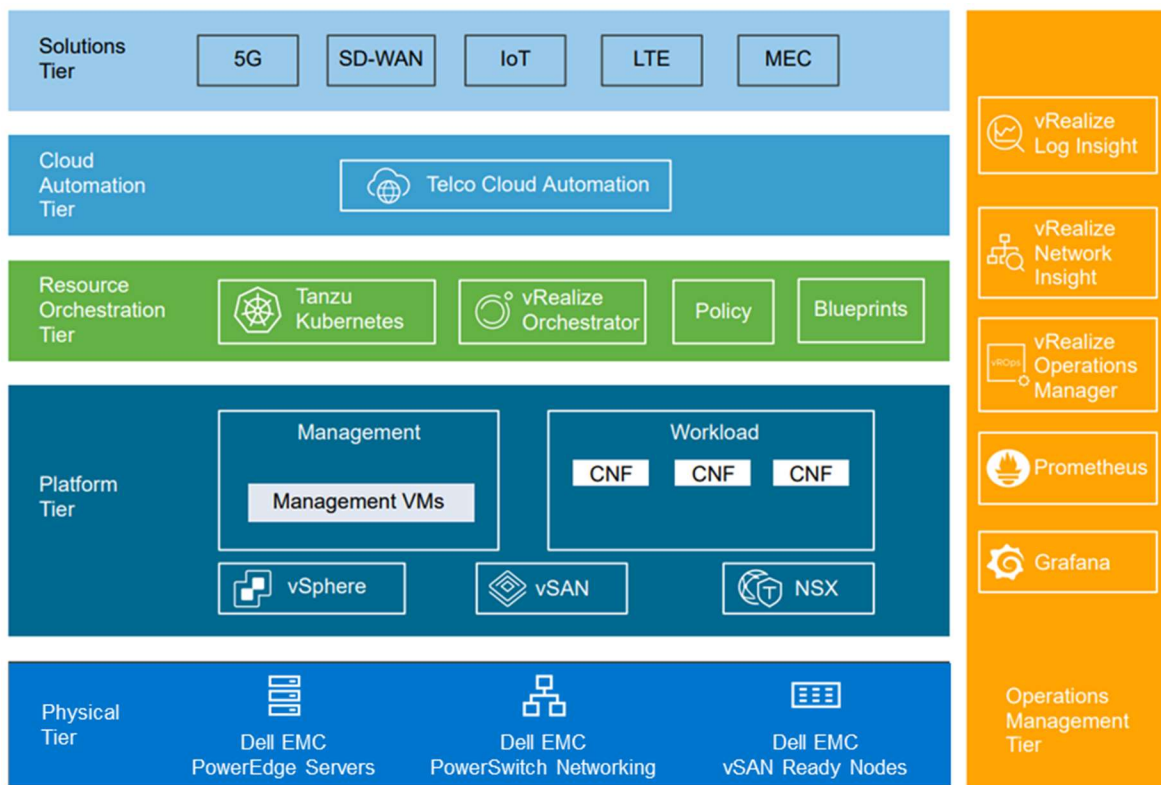 Solutions
Tier
5G
SD-WAN
IoT
LTE
MEC
Cloud
Automation
Tier
Telco Cloud Automation
Resource
Orchestration
Tier
Tanzu
Kubernetes
vRealize
Orchestrator
Policy
Blueprints
Platform
Tier
Management
Management VMs
Workload
CNF
CNF
CNF
vSphere
vSAN
T
NSX
Physical
Tier
Dell EMC
PowerEdge Servers
Dell EMC
PowerSwitch Networking
Dell EMC
vSAN Ready Nodes
vRealize
Log Insight
vRealize
Network
Insight
vROps
vRealize
Operations
Manager
Prometheus
Grafana
Operations
Management
Tier